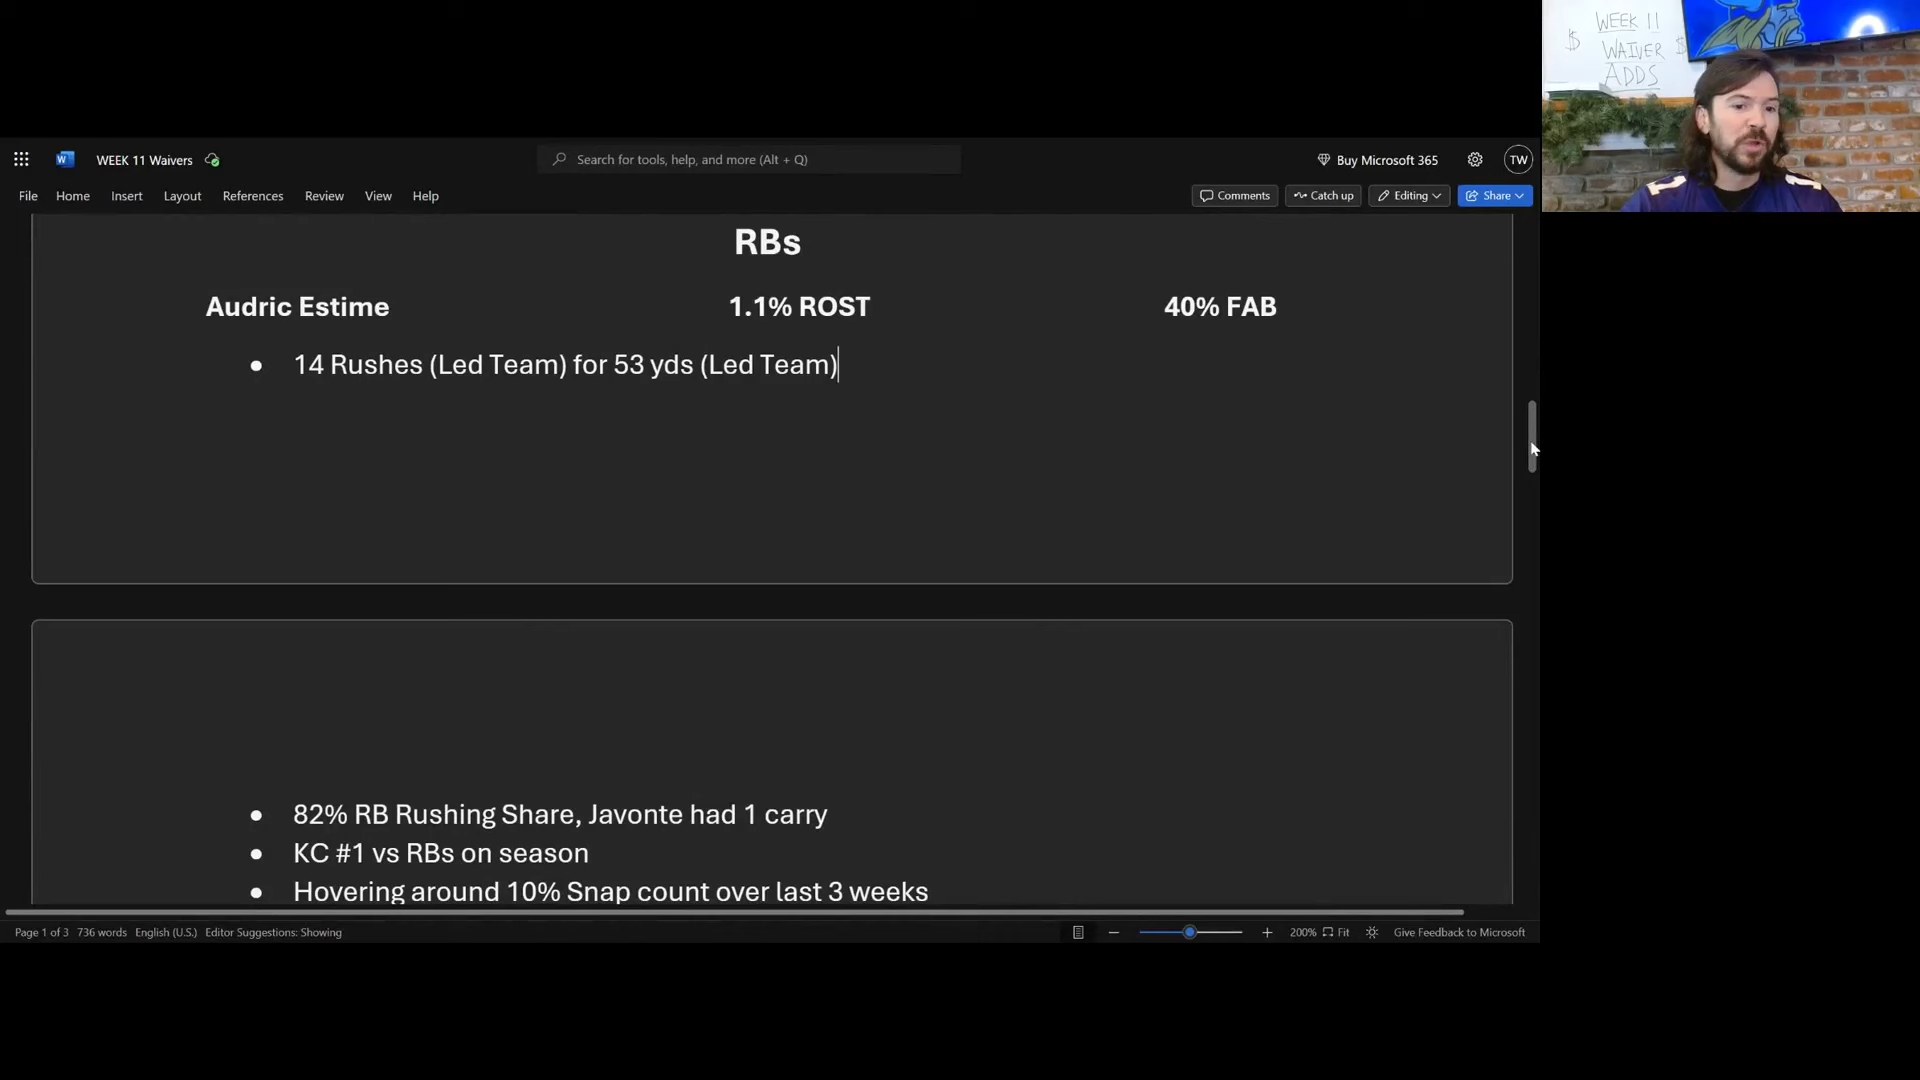 $ WEEK 11 $
WAIVER
ADDS
WEEK 11 Waivers
Search for tools, help, and more (Alt + Q)
Buy Microsoft 365
TW
File Home Insert Layout References Review View Help
Comments Catch up Editing Share
RBs
Audric Estime 1.1% ROST 40% FAB
• 14 Rushes (Led Team) for 53 yds (Led Team)
• 82% RB Rushing Share, Javonte had 1 carry
• KC #1 vs RBs on season
• Hovering around 10% Snap count over last 3 weeks
Page 1 of 3 736 words English (U.S.) Editor Suggestions: Showing 200% Fit Give Feedback to Microsoft